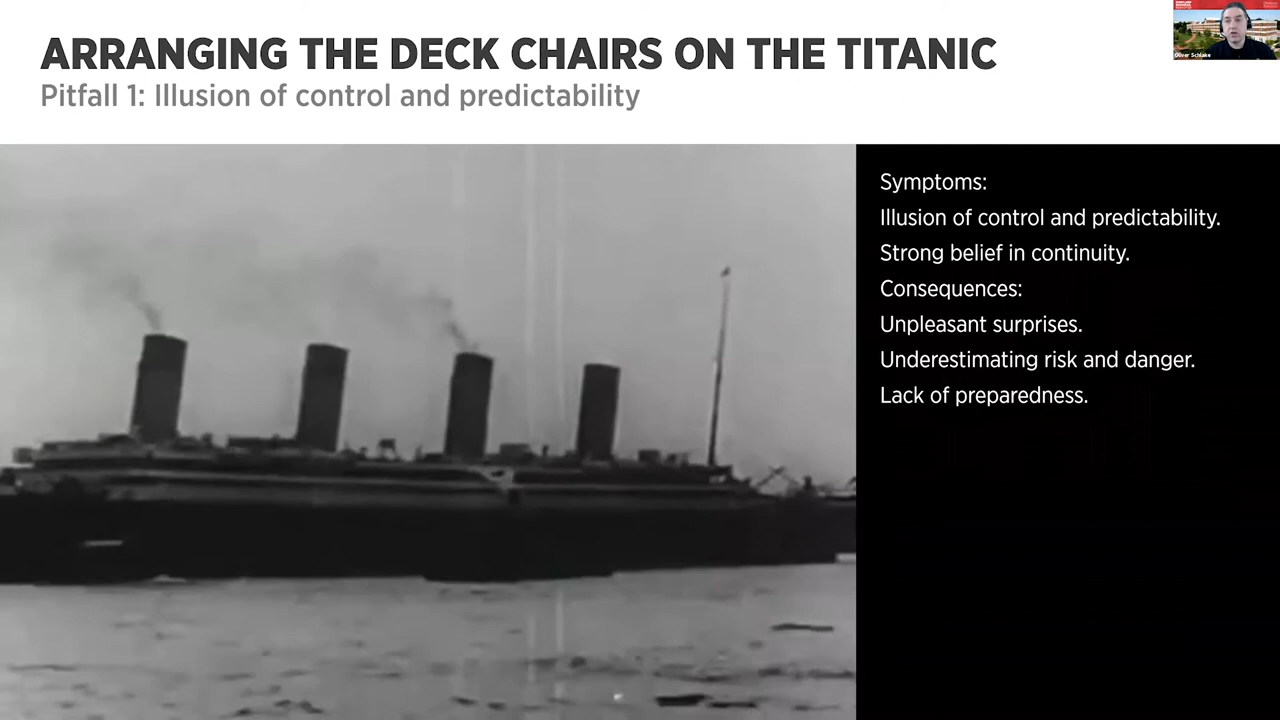 ARRANGING THE DECK CHAIRS ON THE TITANIC
Pitfall 1: Illusion of control and predictability
Oliver Schlake
Symptoms:
Illusion of control and predictability.
Strong belief in continuity.
Consequences:
Unpleasant surprises.
Underestimating risk and danger.
Lack of preparedness.